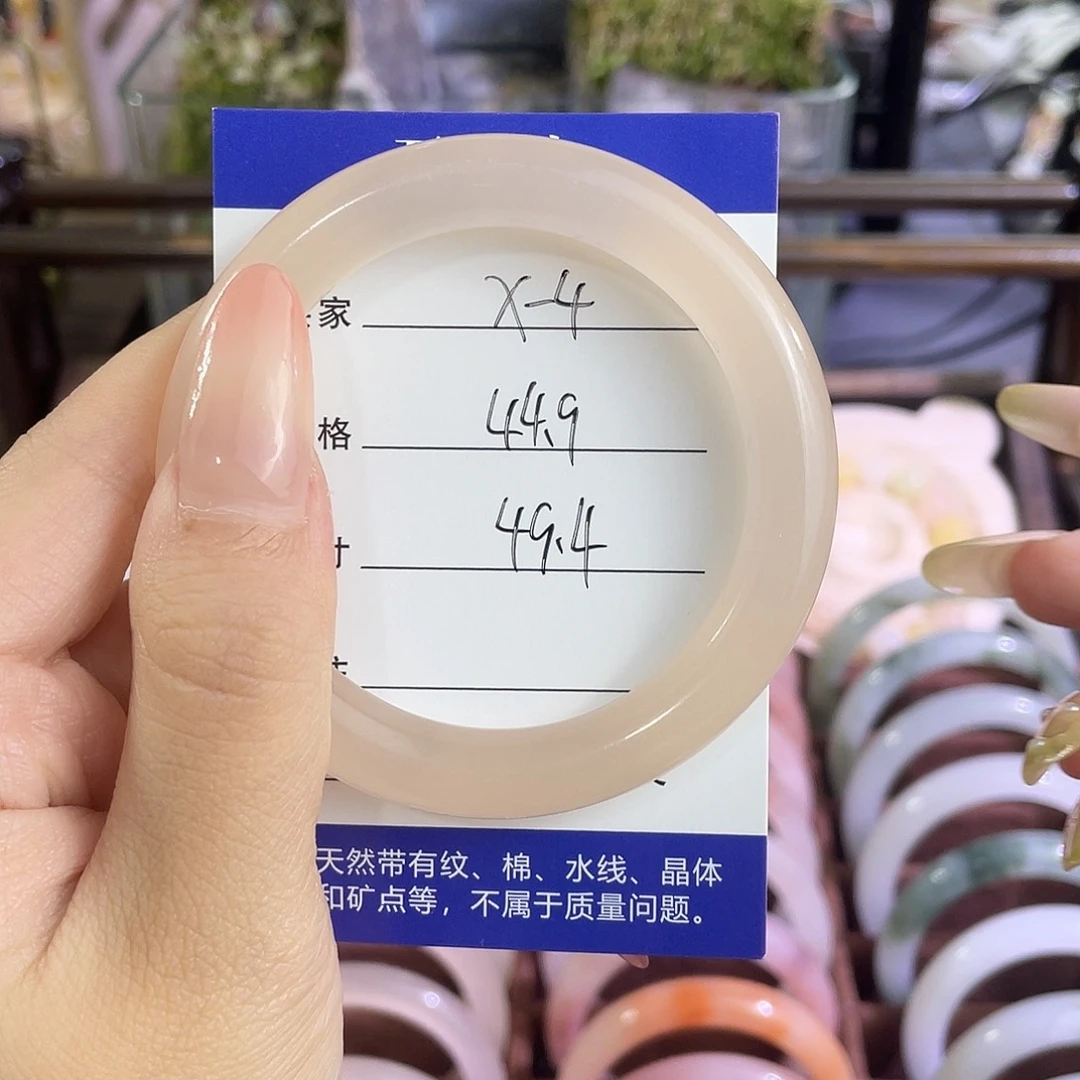 家 X-4
格 44.9
计 49.4
天然带有纹、棉、水线、晶体
和矿点等，不属于质量问题。